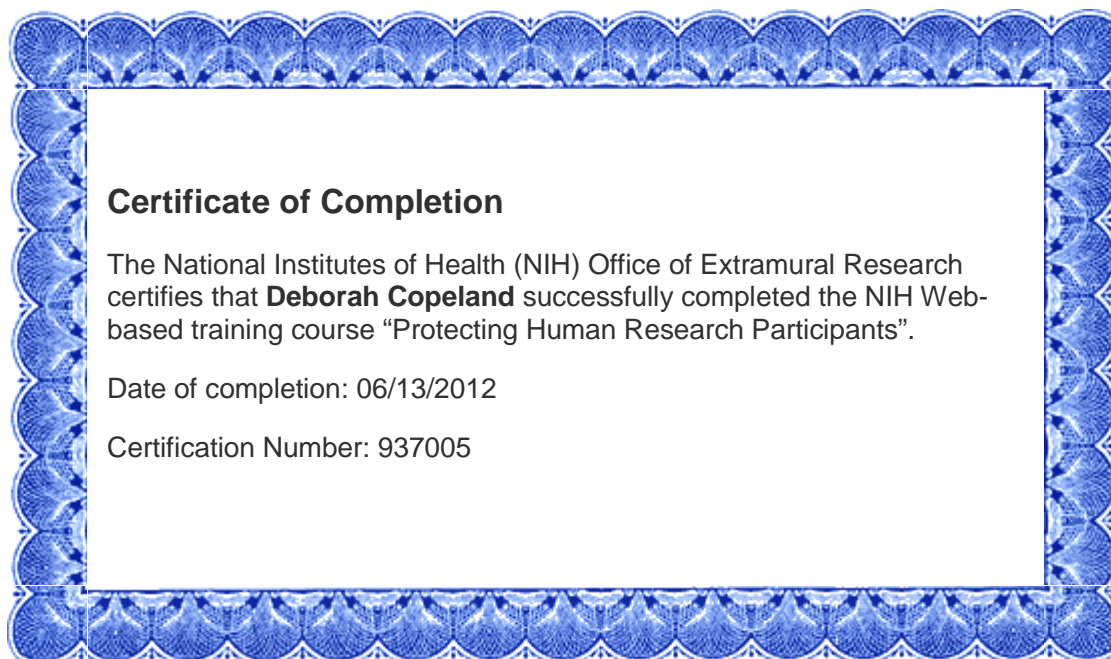 Certificate of Completion
The National Institutes of Health (NIH) Office of Extramural Research
certifies that Deborah Copeland successfully completed the NIH Web-
based training course “Protecting Human Research Participants”.
Date of completion: 06/13/2012
Certification Number: 937005